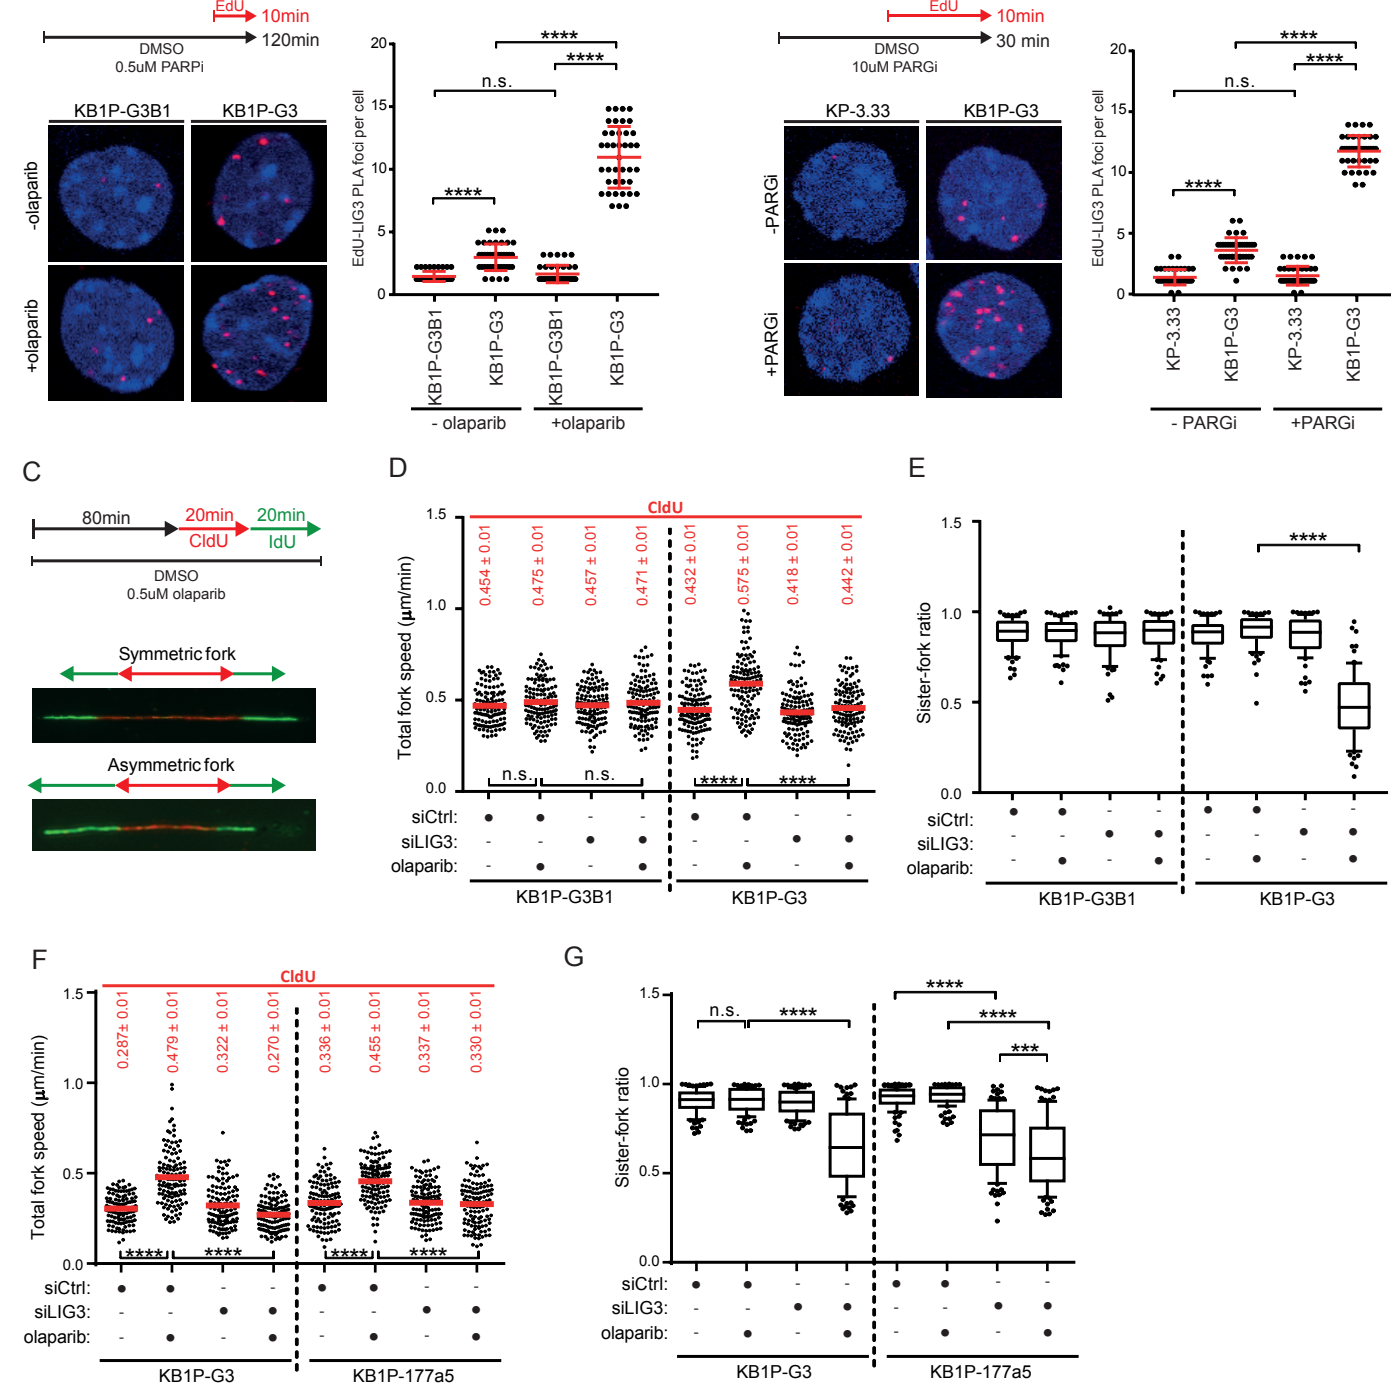 EdU
10min
120min
DMSO
0.5uM PARPi
KB1P-G3B1
KB1P-G3
-olaparib
+olaparib
EdU-LIG3 PLA foci per cell
20
15
10
5
0
****
****
n.s.
****
KB1P-G3B1
KB1P-G3
KB1P-G3B1
KB1P-G3
- olaparib
+olaparib
EdU
10min
30 min
DMSO
10uM PARGi
KP-3.33
KB1P-G3
-PARGi
+PARGi
EdU-LIG3 PLA foci per cell
20
15
10
5
0
****
****
n.s.
****
KP-3.33
KB1P-G3
KP-3.33
KB1P-G3
- PARGi
+PARGi
C
80min
20min
20min
CldU
IdU
DMSO
0.5uM olaparib
Symmetric fork
Asymmetric fork
D
CldU
Total fork speed (µm/min)
1.5
1.0
0.5
0.0
0.454 ± 0.01
0.475 ± 0.01
0.457 ± 0.01
0.471 ± 0.01
0.432 ± 0.01
0.575 ± 0.01
0.418 ± 0.01
0.442 ± 0.01
n.s.
n.s.
****
****
siCtrl: ● ● - - ● ● - -
siLIG3: - - ● ● - - ● ●
olaparib: - ● - ● - ● - ●
KB1P-G3B1
KB1P-G3
E
Sister-fork ratio
1.5
1.0
0.5
0.0
****
siCtrl: ● ● - - ● ● - -
siLIG3: - - ● ● - - ● ●
olaparib: - ● - ● - ● - ●
KB1P-G3B1
KB1P-G3
F
CldU
Total fork speed (µm/min)
1.5
1.0
0.5
0.0
0.287± 0.01
0.479 ± 0.01
0.322 ± 0.01
0.270 ± 0.01
0.336 ± 0.01
0.455 ± 0.01
0.337 ± 0.01
0.330 ± 0.01
****
****
****
****
siCtrl: ● ● - - ● ● - -
siLIG3: - - ● ● - - ● ●
olaparib: - ● - ● - ● - ●
KB1P-G3
KB1P-177a5
G
Sister-fork ratio
1.5
1.0
0.5
0.0
n.s.
****
****
****
***
siCtrl: ● ● - - ● ● - -
siLIG3: - - ● ● - - ● ●
olaparib: - ● - ● - ● - ●
KB1P-G3
KB1P-177a5